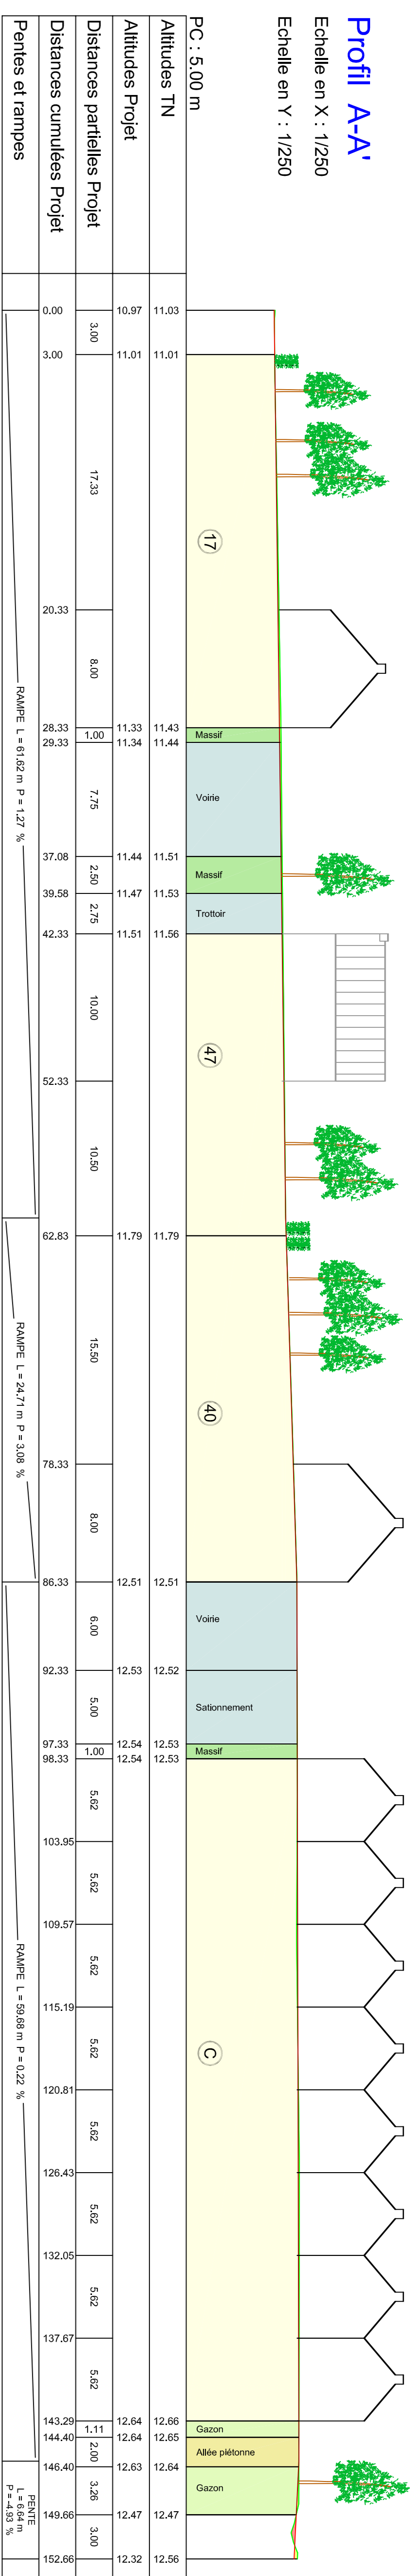 Profil A-A'
Echelle en X : 1/250
Echelle en Y : 1/250
PC : 5.00 m
17
Massif
Voirie
Massif
Trottoir
47
40
Voirie
Sationnement
Massif
C
Gazon
Allée piétonne
Gazon
Altitudes TN
11.03 11.01 11.43 11.44 11.51 11.53 11.56 11.79 12.51 12.52 12.53 12.53 12.66 12.65 12.64 12.47 12.56
Altitudes Projet
10.97 11.01 11.33 11.34 11.44 11.47 11.51 11.79 12.51 12.53 12.54 12.54 12.64 12.64 12.63 12.47 12.32
Distances partielles Projet
3.00 17.33 8.00 1.00 7.75 2.50 2.75 10.00 10.50 15.50 8.00 6.00 5.00 1.00 5.62 5.62 5.62 5.62 5.62 5.62 5.62 5.62 1.11 2.00 3.26 3.00
Distances cumulées Projet
0.00 3.00 20.33 28.33 29.33 37.08 39.58 42.33 52.33 62.83 78.33 86.33 92.33 97.33 98.33 103.95 109.57 115.19 120.81 126.43 132.05 137.67 143.29 144.40 146.40 149.66 152.66
Pentes et rampes
RAMPE L = 61.62 m P = 1.27 %
RAMPE L = 24.71 m P = 3.08 %
RAMPE L = 59.68 m P = 0.22 %
PENTE
L = 6.64 m
P = -4.93 %